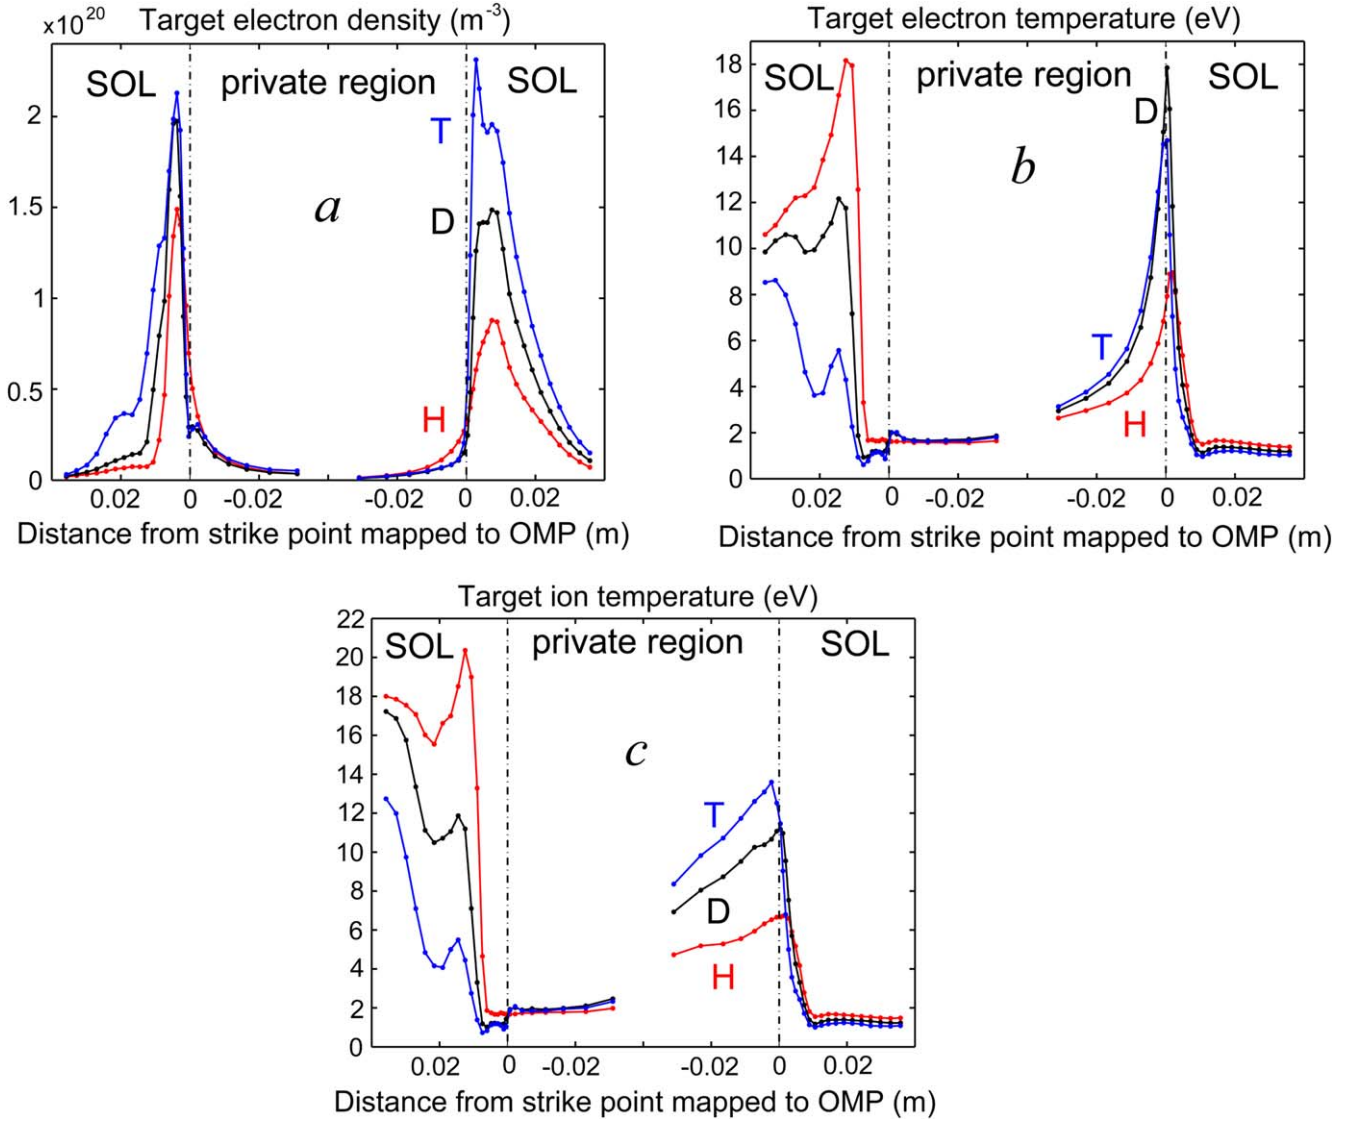 x10²⁰ Target electron density (m⁻³)
SOL private region SOL
2
1.5
1
0.5
0
T
D
H
a
0.02 0 -0.02 -0.02 0 0.02
Distance from strike point mapped to OMP (m)
Target electron temperature (eV)
SOL private region SOL
18
16
14
12
10
8
6
4
2
0
D
T
H
b
0.02 0 -0.02 -0.02 0 0.02
Distance from strike point mapped to OMP (m)
Target ion temperature (eV)
SOL private region SOL
22
20
18
16
14
12
10
8
6
4
2
0
c
T
D
H
0.02 0 -0.02 -0.02 0 0.02
Distance from strike point mapped to OMP (m)